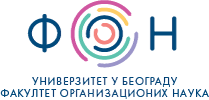 ФОН
УНИВЕРЗИТЕТ У БЕОГРАДУ
ФАКУЛТЕТ ОРГАНИЗАЦИОНИХ НАУКА